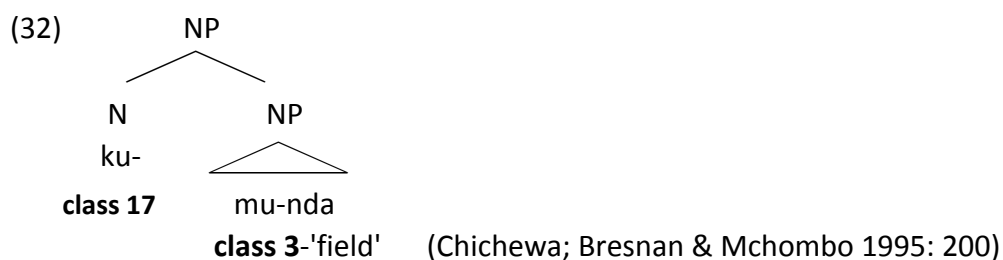 (32) NP
N NP
ku-
class 17 mu-nda
class 3-'field' (Chichewa; Bresnan & Mchombo 1995: 200)